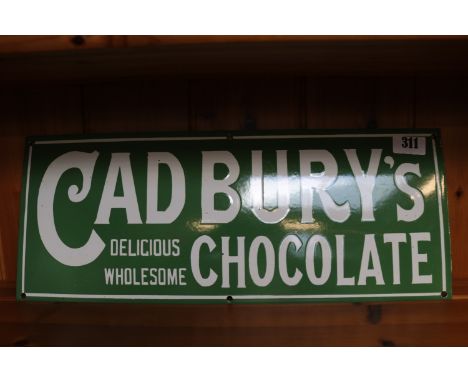 311
CADBURY'S
DELICIOUS
WHOLESOME
CHOCOLATE